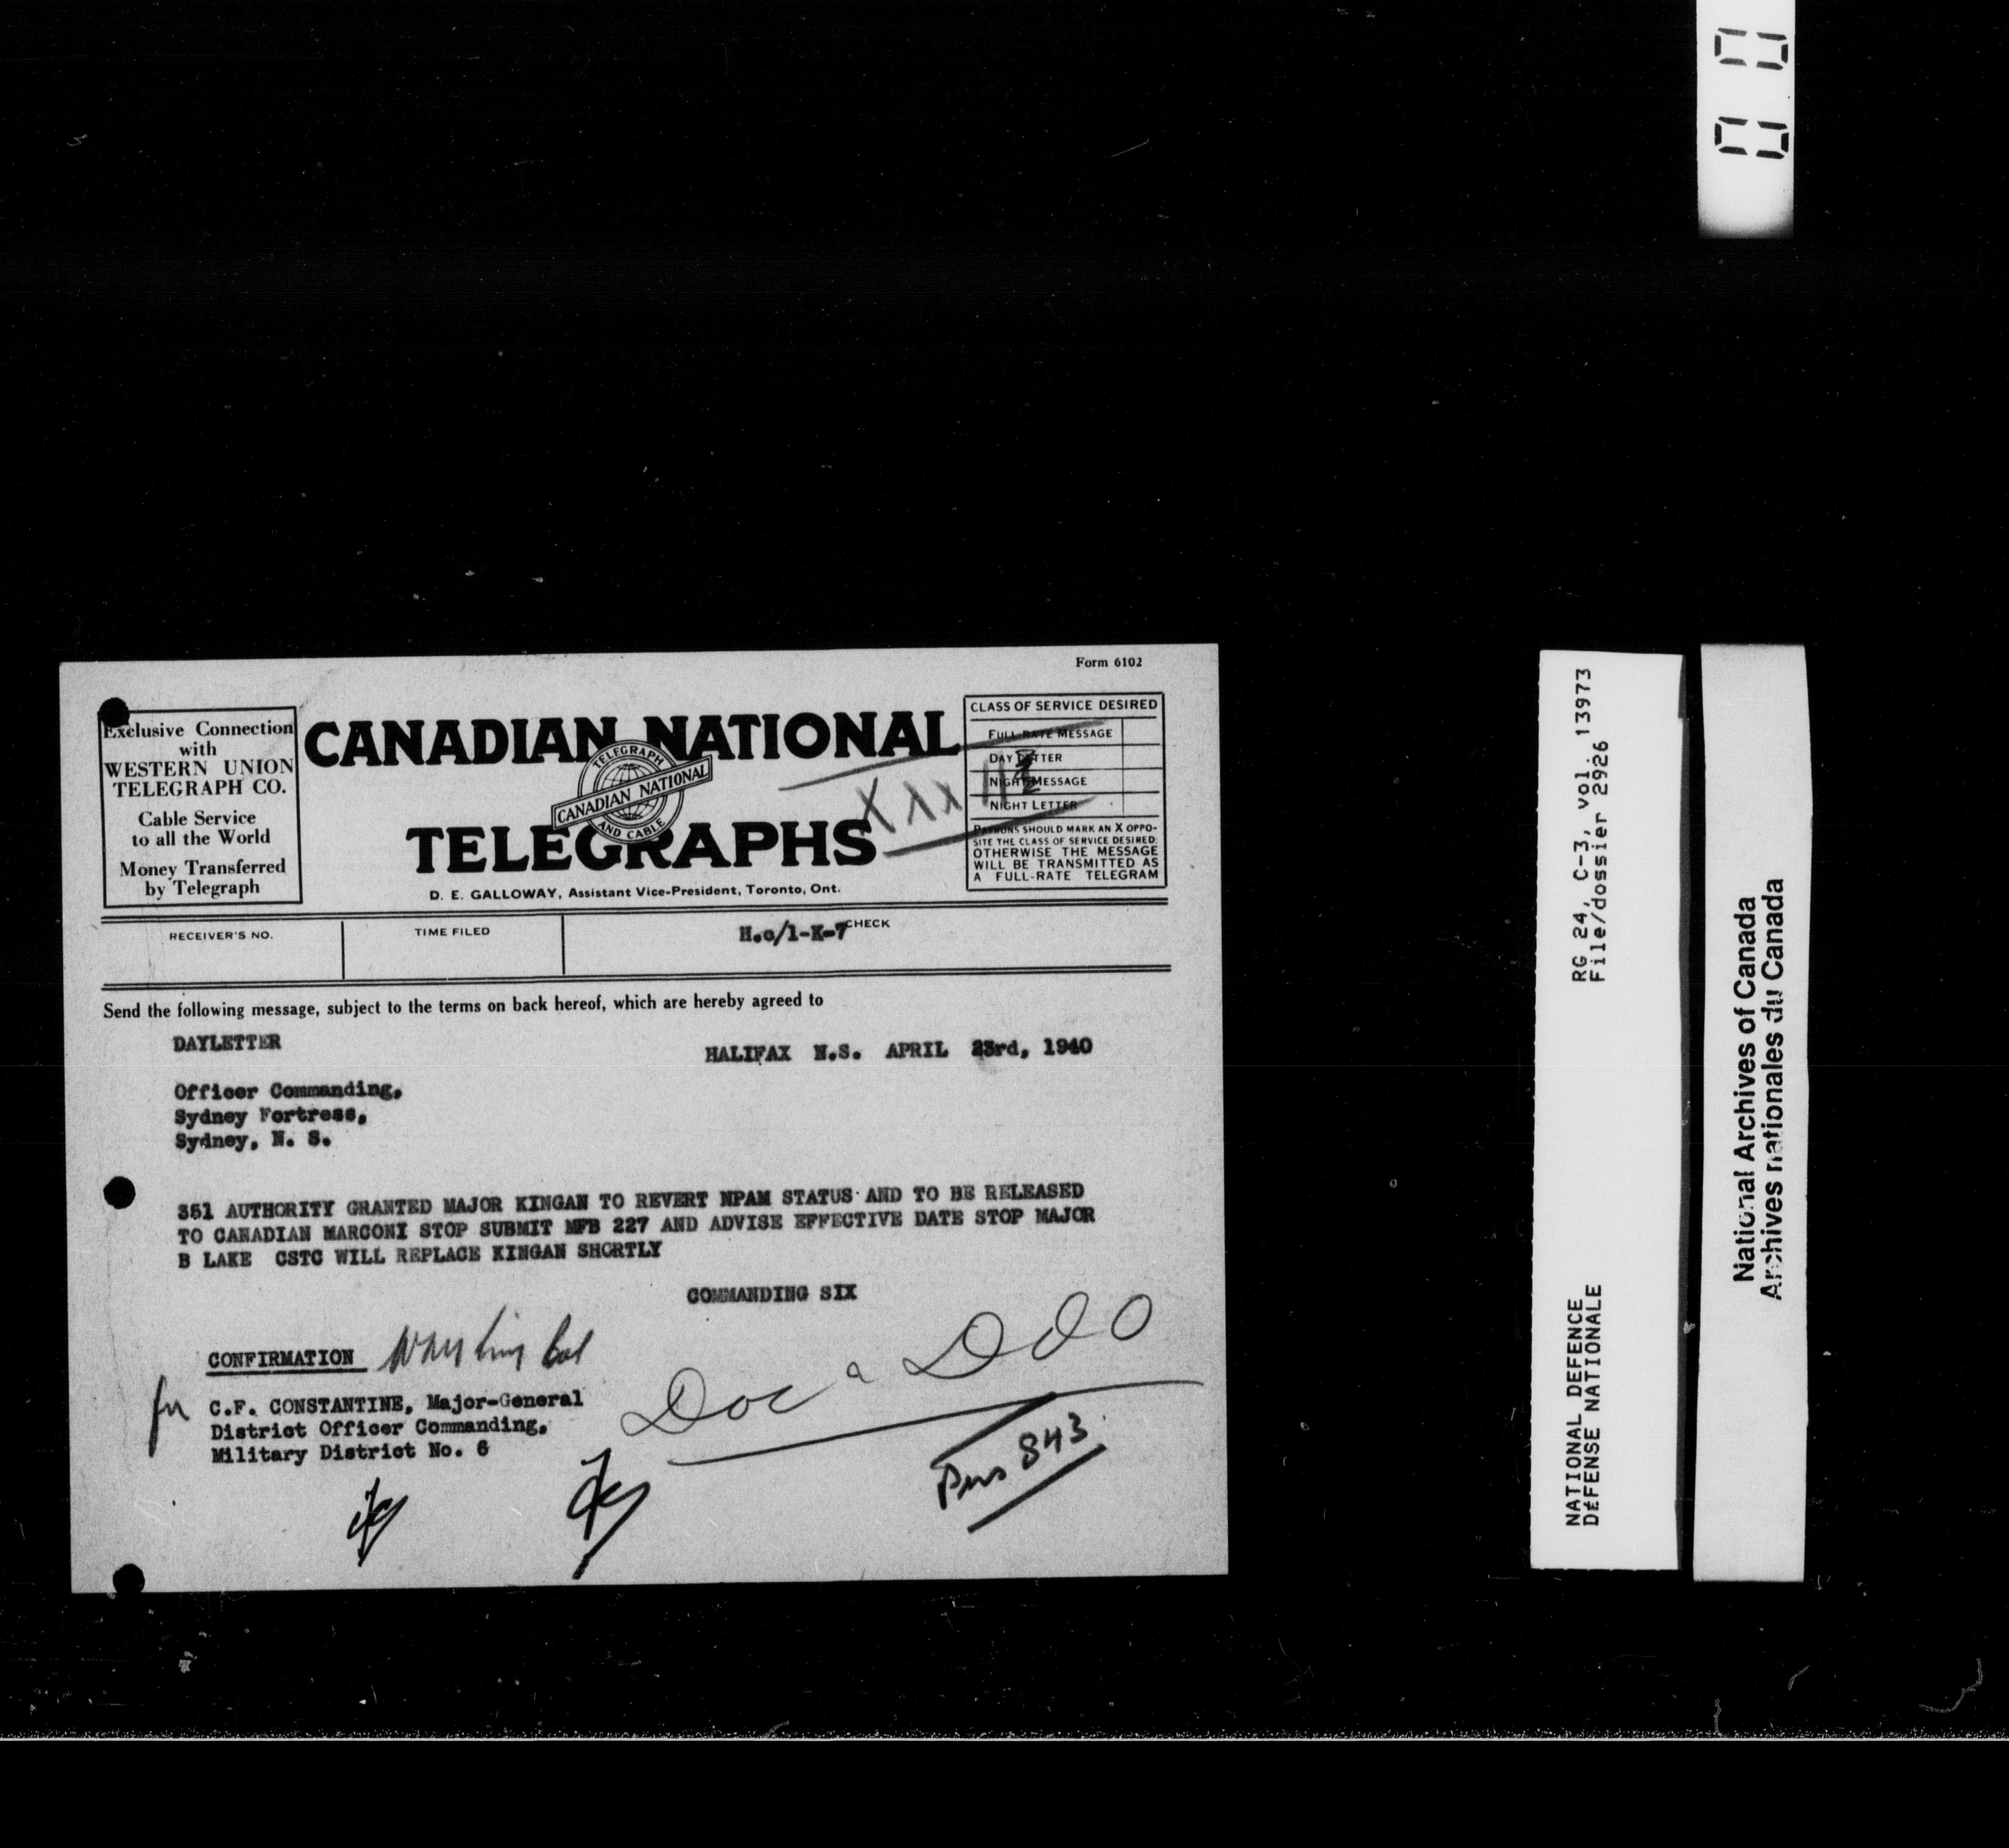 Form 6102
Exclusive Connection
with
WESTERN UNION
TELEGRAPH CO.
Cable Service
to all the World
Money Transferred
by Telegraph
CANADIAN NATIONAL
TELEGRAPH
CANADIAN NATIONAL
AND CABLE
TELEGRAPHS
D. E. GALLOWAY, Assistant Vice-President, Toronto, Ont.
CLASS OF SERVICE DESIRED
FULL-RATE MESSAGE
DAY LETTER
NIGHT MESSAGE
NIGHT LETTER
PATRONS SHOULD MARK AN X OPPO-
SITE THE CLASS OF SERVICE DESIRED;
OTHERWISE THE MESSAGE
WILL BE TRANSMITTED AS
A FULL-RATE TELEGRAM
RECEIVER'S NO.
TIME FILED
CHECK
H.Q/1-K-7
Send the following message, subject to the terms on back hereof, which are hereby agreed to
DAYLETTER
HALIFAX N.S. APRIL 23rd, 1940
Officer Commanding,
Sydney Fortress,
Sydney, N. S.
351 AUTHORITY GRANTED MAJOR KINGAN TO REVERT NPAM STATUS AND TO BE RELEASED
TO CANADIAN MARCONI STOP SUBMIT MFB 227 AND ADVISE EFFECTIVE DATE STOP MAJOR
B LAKE CSTC WILL REPLACE KINGAN SHORTLY
COMMANDING SIX
CONFIRMATION
for C.F. CONSTANTINE, Major-General
District Officer Commanding,
Military District No. 6
843
RG 24, C-3, vol. 13973
File/dossier 2926
NATIONAL DEFENCE
DÉFENSE NATIONALE
National Archives of Canada
Archives nationales du Canada